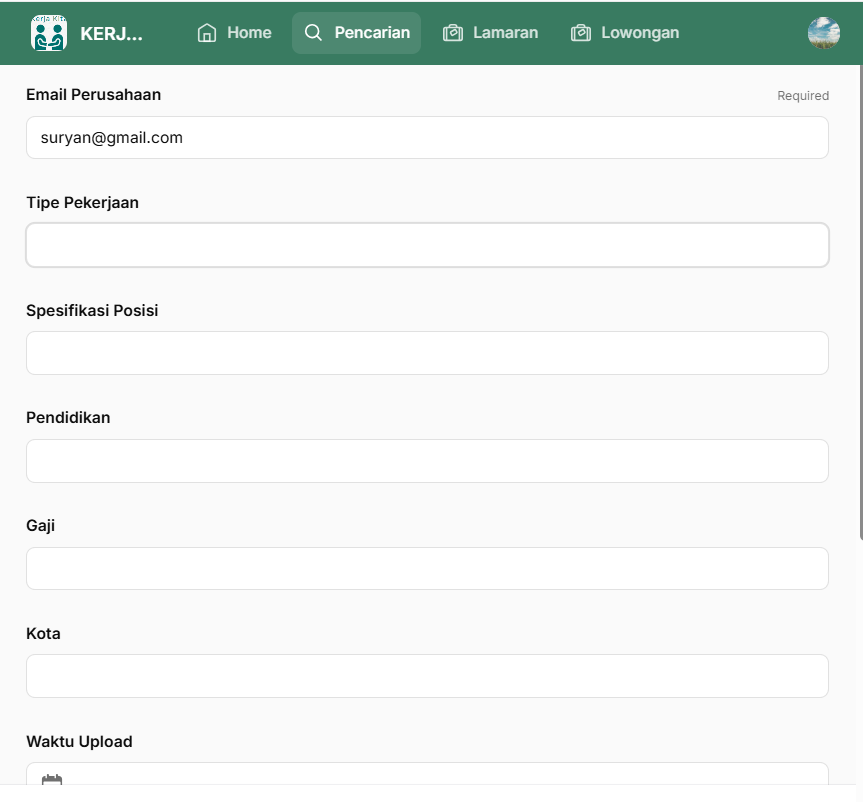 Kerja Kita
KERJ...
Home
Pencarian
Lamaran
Lowongan
Email Perusahaan
Required
suryan@gmail.com
Tipe Pekerjaan
Spesifikasi Posisi
Pendidikan
Gaji
Kota
Waktu Upload